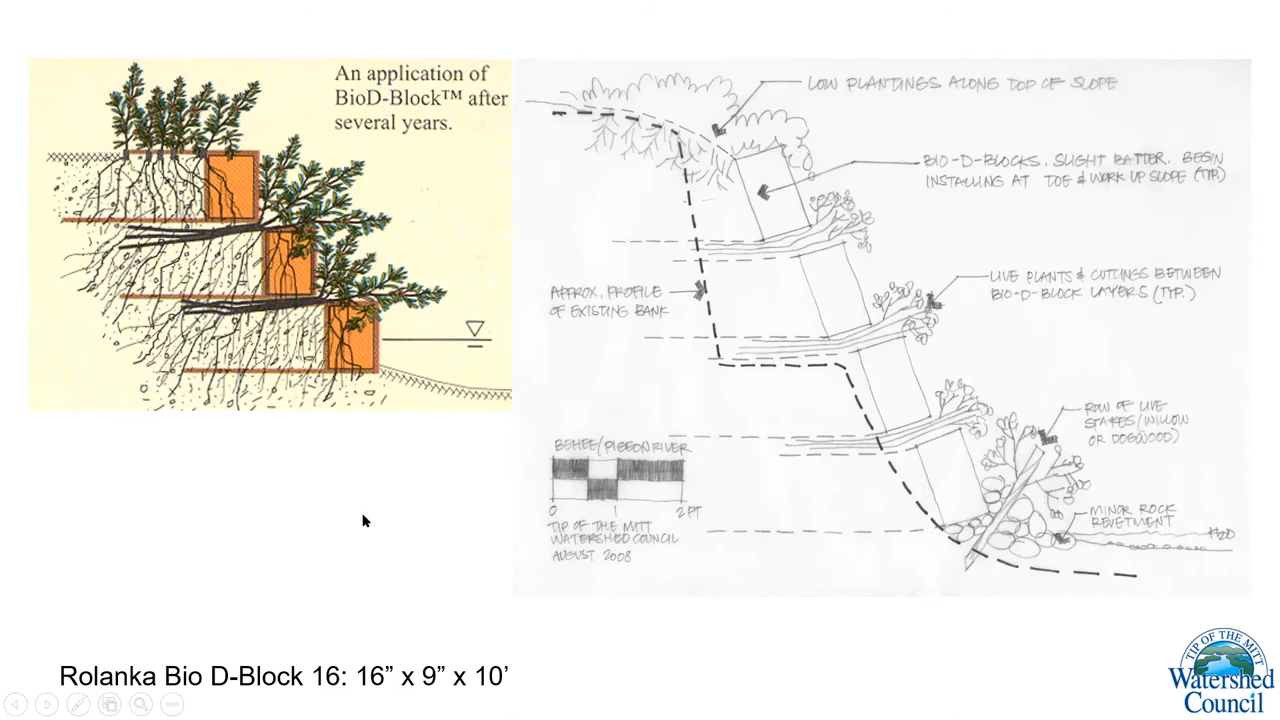 An application of
BioD-Block™ after
several years.
LOW PLANTINGS ALONG TOP OF SLOPE
BIO-D-BLOCKS, SLIGHT BATTER, BEGIN
INSTALLING AT TOE & WORK UP SLOPE (TYP.)
LIVE PLANTS & CUTTINGS BETWEEN
BIO-D-BLOCK LAYERS (TYP.)
APPROX. PROFILE
OF EXISTING BANK
ROW OF LIVE
STAKES (WILLOW
OR DOGWOOD)
MINOR ROCK
REVETMENT
H2O
BEHEE/PIGEON RIVER
0 1 2 FT
TIP OF THE MITT
WATERSHED COUNCIL
AUGUST 2008
Rolanka Bio D-Block 16: 16” x 9” x 10’
TIP OF THE MITT
Watershed
Council